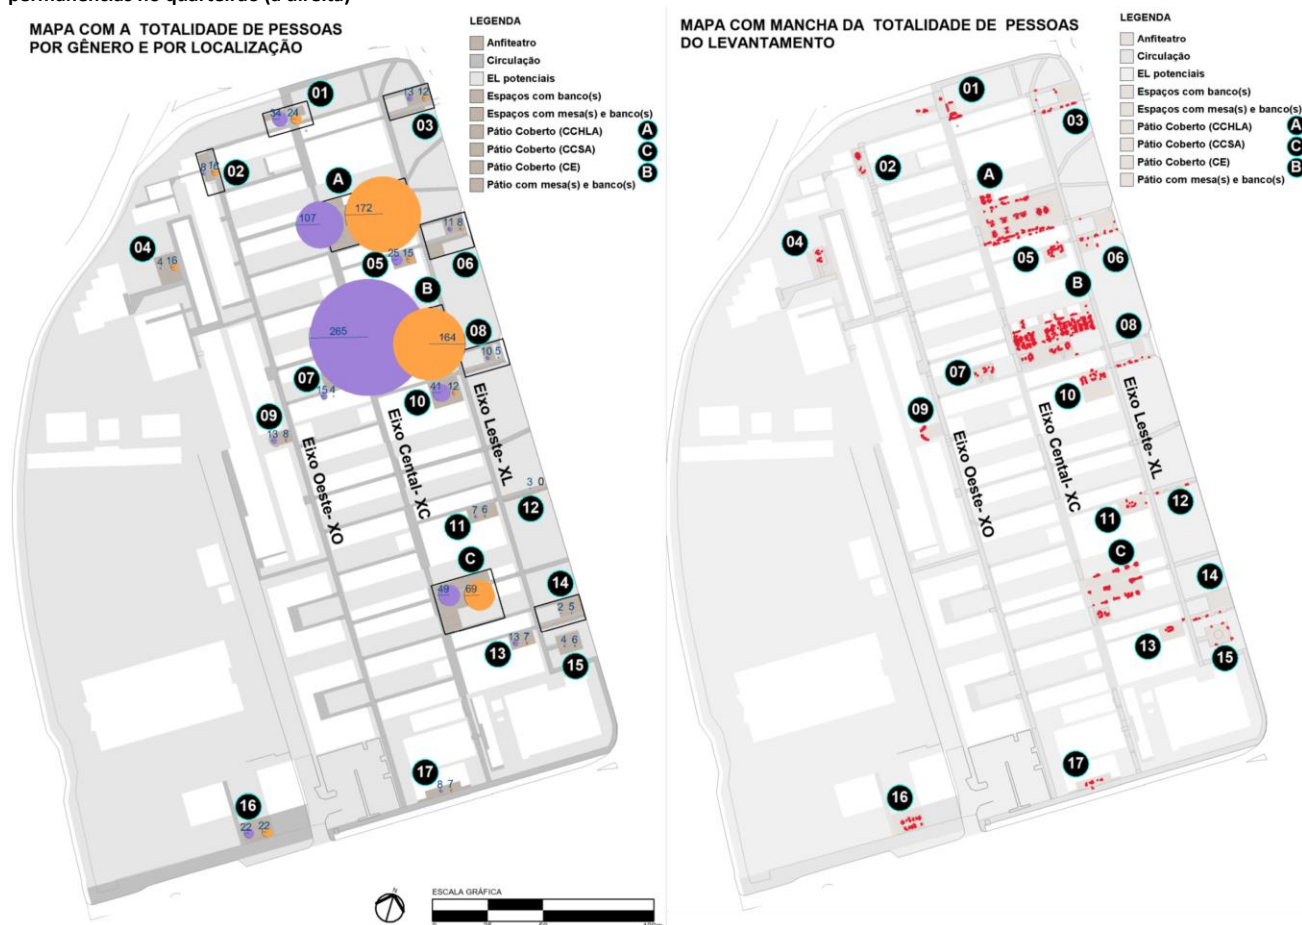 permanências no quarteirão (à direita)
MAPA COM A TOTALIDADE DE PESSOAS
POR GÊNERO E POR LOCALIZAÇÃO
LEGENDA
Anfiteatro
Circulação
EL potenciais
Espaços com banco(s)
Espaços com mesa(s) e banco(s)
Pátio Coberto (CCHLA) A
Pátio Coberto (CCSA) C
Pátio Coberto (CE) B
Pátio com mesa(s) e banco(s)
01
34 24
13 12
03
8 16
02
A
107 172
04
4 16
11 8
06
25 15
05
B
265 164
08
10 5
07
15 4
41 12
10
09
13 8
Eixo Oeste- XO
Eixo Cental- XC
Eixo Leste- XL
3 0
12
7 6
11
C
49 69
14
2 5
13 7
13
4 6
15
17
8 7
16
22 22
N
ESCALA GRÁFICA
MAPA COM MANCHA DA TOTALIDADE DE PESSOAS
DO LEVANTAMENTO
LEGENDA
Anfiteatro
Circulação
EL potenciais
Espaços com banco(s)
Espaços com mesa(s) e banco(s)
Pátio Coberto (CCHLA) A
Pátio Coberto (CCSA) C
Pátio Coberto (CE) B
Pátio com mesa(s) e banco(s)
01
03
02
A
04
05
06
B
08
07
10
09
Eixo Oeste- XO
Eixo Cental- XC
Eixo Leste- XL
11
12
C
14
13
15
17
16